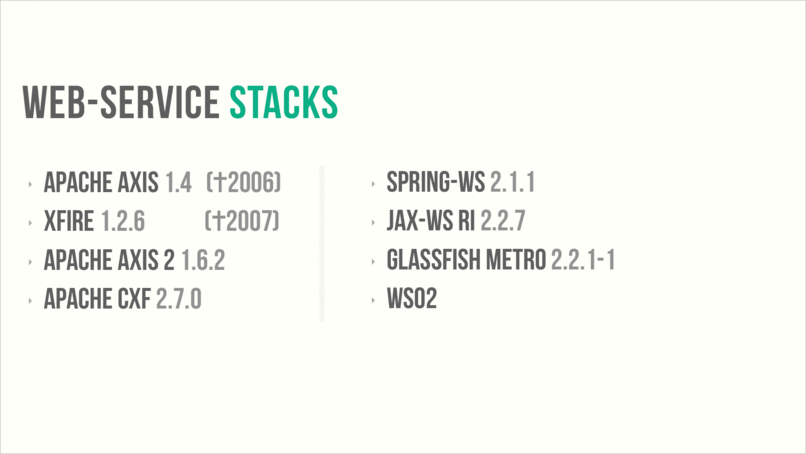 WEB-SERVICE STACKS
APACHE AXIS 1.4 (†2006)
XFIRE 1.2.6 (†2007)
APACHE AXIS 2 1.6.2
APACHE CXF 2.7.0
SPRING-WS 2.1.1
JAX-WS RI 2.2.7
GLASSFISH METRO 2.2.1-1
WSO2